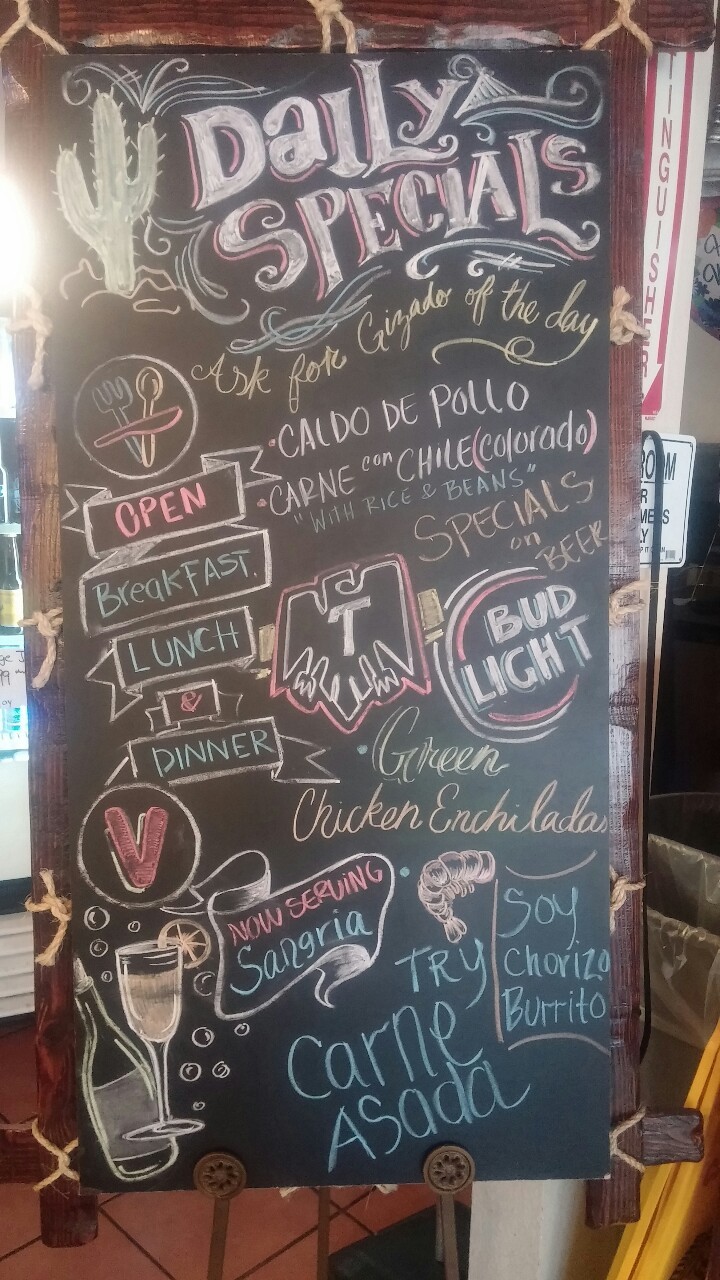 Daily
Specials
Ask for Gizado of the day
CALDO DE POLLO
CARNE con CHILE (colorado)
"WITH RICE & BEANS"
SPECIALS
on BEER
OPEN
BreakFAST.
LUNCH
&
DINNER
T
BUD
LIGHT
Green
Chicken Enchiladas
V
NOW SERVING
Sangria
TRY
Carne
Asada
Soy
Chorizo
Burrito